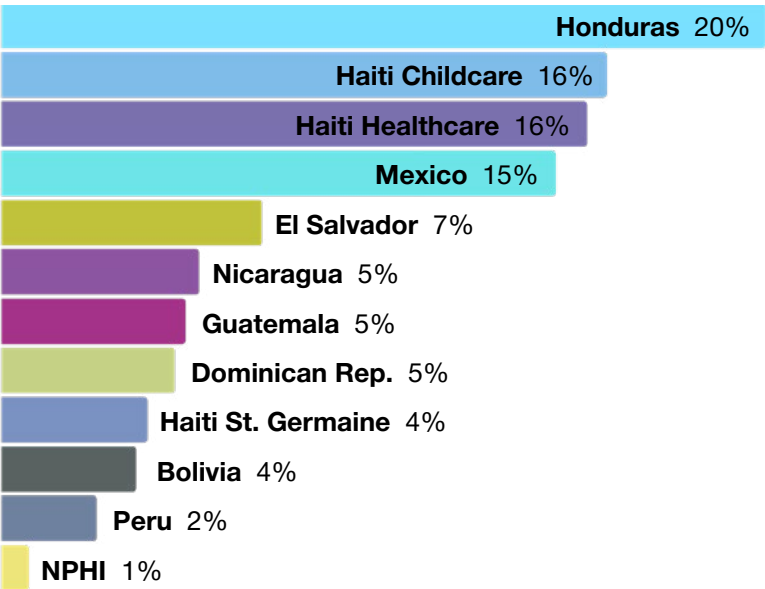 Honduras 20%
Haiti Childcare 16%
Haiti Healthcare 16%
Mexico 15%
El Salvador 7%
Nicaragua 5%
Guatemala 5%
Dominican Rep. 5%
Haiti St. Germaine 4%
Bolivia 4%
Peru 2%
NPHI 1%